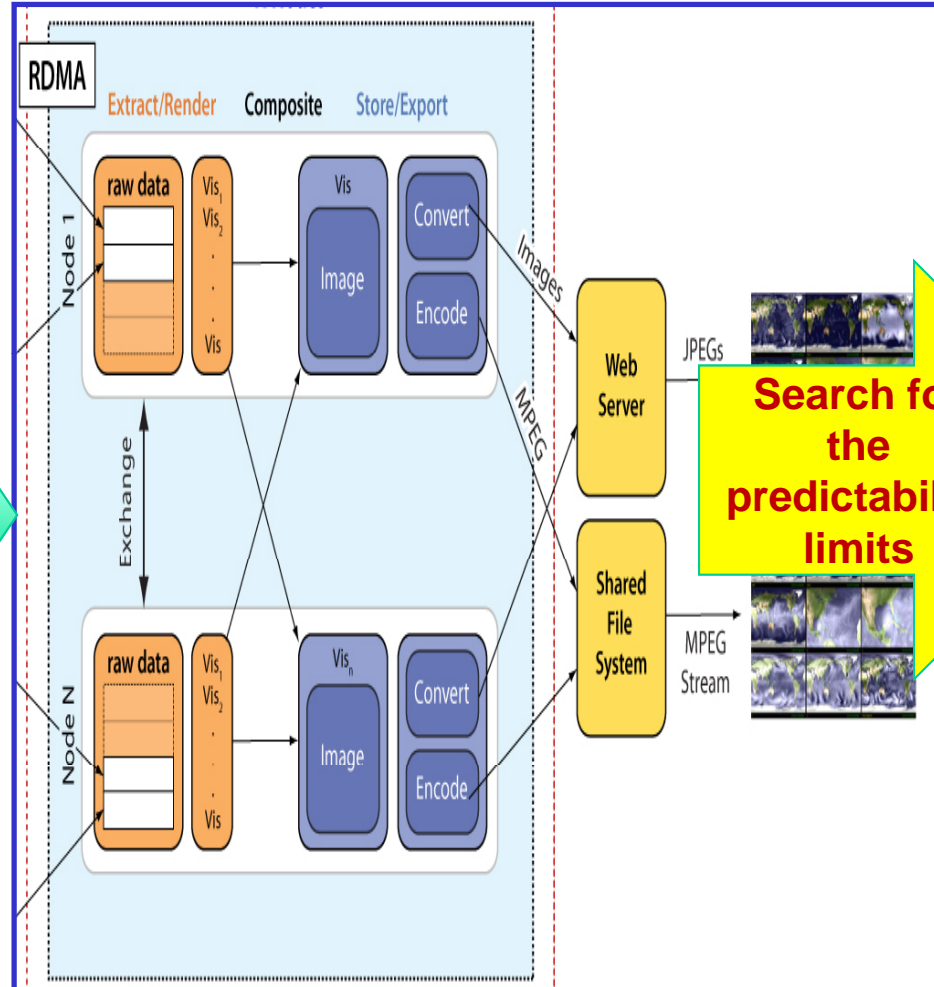 RDMA
Extract/Render Composite Store/Export
Node 1
raw data
Vis1
Vis2
.
.
.
Vis
Vis
Image
Convert
Encode
Images
MPEG
Exchange
Web
Server
JPEGs
Search fo
the
predictabil
limits
Node N
raw data
Vis1
Vis2
.
.
.
Vis
Visn
Image
Convert
Encode
Shared
File
System
MPEG
Stream